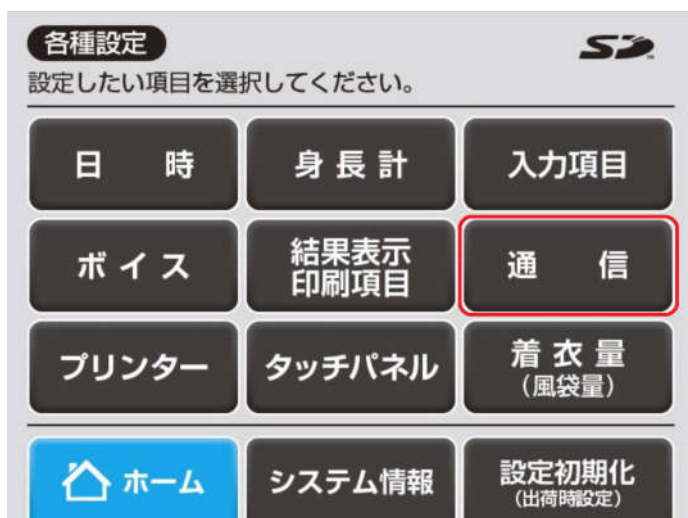 各種設定
SD
設定したい項目を選択してください。
日 時
身長計
入力項目
ボイス
結果表示
印刷項目
通 信
プリンター
タッチパネル
着衣量
(風袋量)
ホーム
システム情報
設定初期化
(出荷時設定)